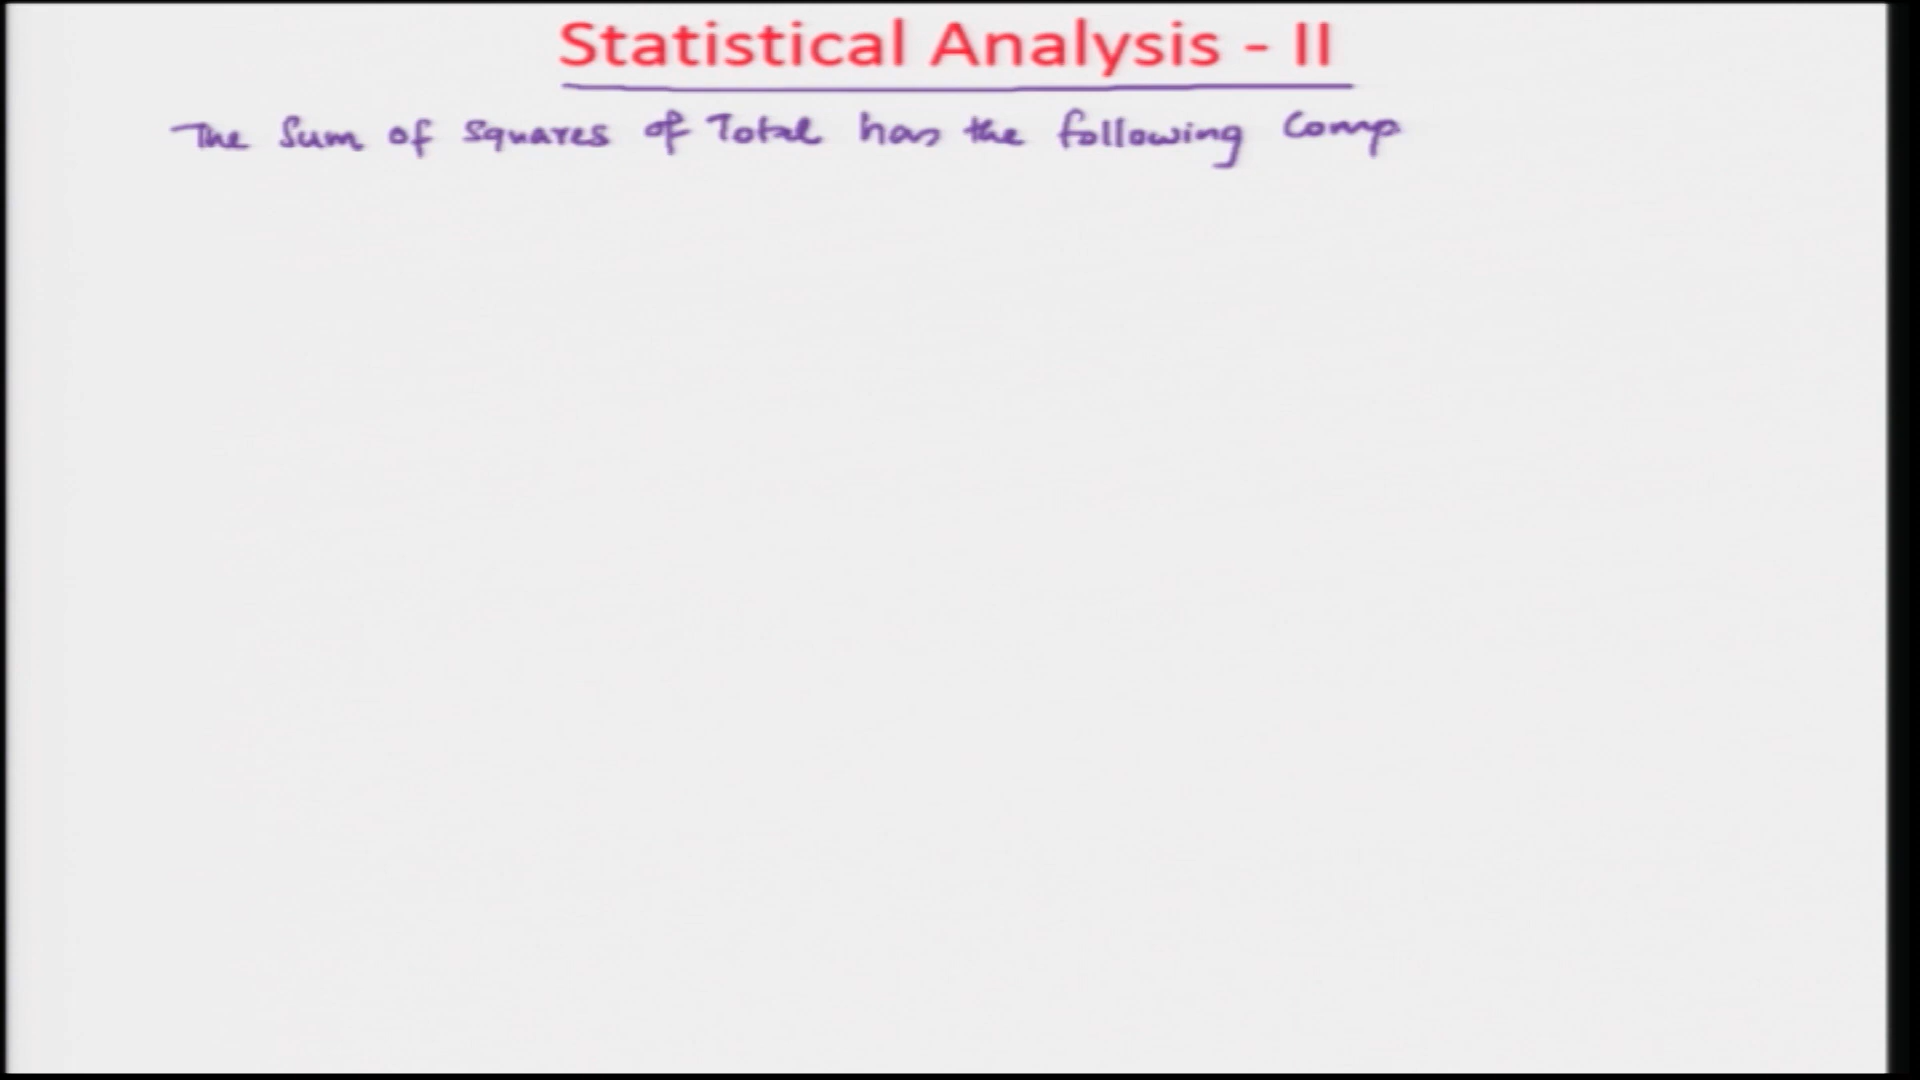 Statistical Analysis - II
The Sum of Squares of Total has the following Comp